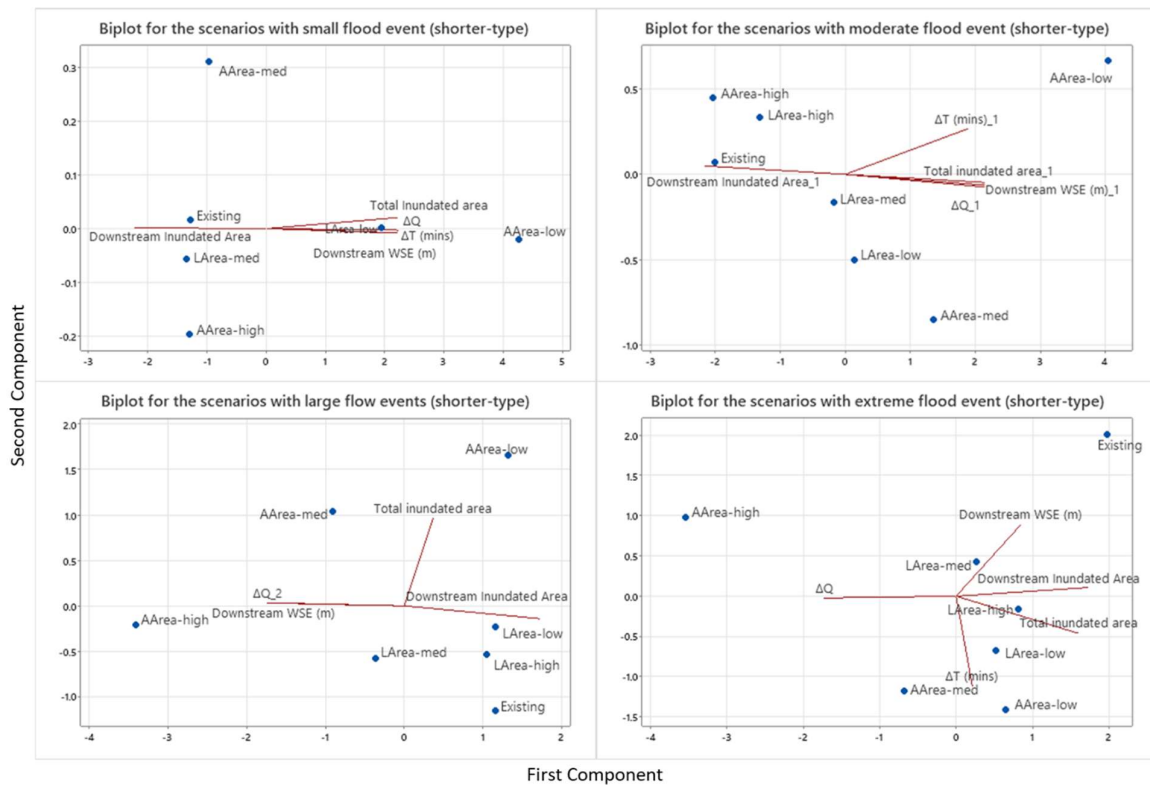 Biplot for the scenarios with small flood event (shorter-type)
0.3
0.2
0.1
0.0
-0.1
-0.2
-3 -2 -1 0 1 2 3 4 5
AArea-med
Existing
Total Inundated area
ΔQ
LArea-low
AArea-low
Downstream Inundated Area
ΔT (mins)
LArea-med
Downstream WSE (m)
AArea-high
Biplot for the scenarios with moderate flood event (shorter-type)
0.5
0.0
-0.5
-1.0
-3 -2 -1 0 1 2 3 4
AArea-low
AArea-high
LArea-high
ΔT (mins)_1
Existing
Total inundated area_1
Downstream Inundated Area_1
Downstream WSE (m)_1
LArea-med
ΔQ_1
LArea-low
AArea-med
Biplot for the scenarios with large flow events (shorter-type)
2.0
1.5
1.0
0.5
0.0
-0.5
-1.0
-4 -3 -2 -1 0 1 2
AArea-low
AArea-med
Total inundated area
ΔQ_2
Downstream Inundated Area
Downstream WSE (m)
AArea-high
LArea-low
LArea-med
LArea-high
Existing
Biplot for the scenarios with extreme flood event (shorter-type)
2.0
1.5
1.0
0.5
0.0
-0.5
-1.0
-1.5
-4 -3 -2 -1 0 1 2
Existing
AArea-high
Downstream WSE (m)
LArea-med
Downstream Inundated Area
ΔQ
LArea-high
Total inundated area
LArea-low
ΔT (mins)
AArea-med
AArea-low
Second Component
First Component